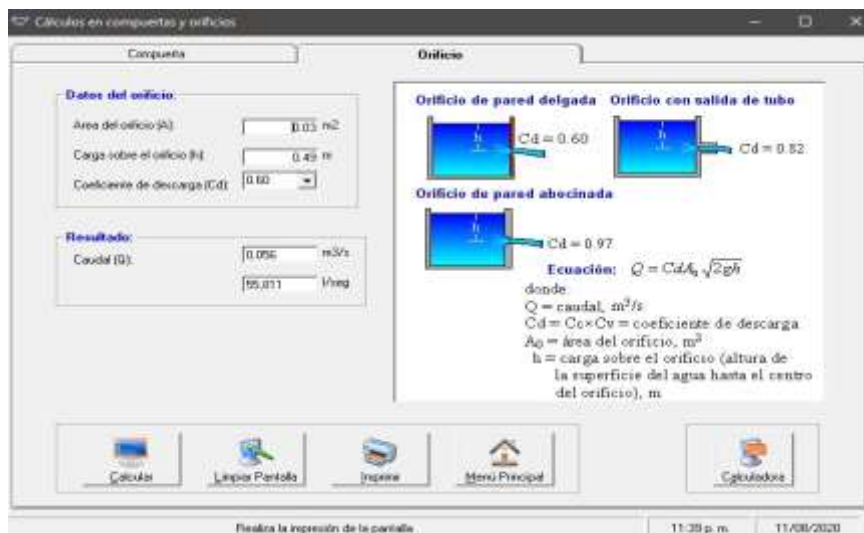 Cálculos en compuertas y orificios
Compuerta
Orificio
Datos del orificio:
Area del orificio (A):
0.03 m2
Carga sobre el orificio (h):
0.49 m
Coeficiente de descarga (Cd):
0.60
Resultado:
Caudal (Q):
0.056 m3/s
55.811 l/seg
Orificio de pared delgada
Orificio con salida de tubo
h
Cd = 0.60
h
Cd = 0.82
Orificio de pared abocinada
h
Cd = 0.97
Ecuación: Q = CdA₀ √2gh
donde
Q = caudal, m³/s
Cd = Cc×Cv = coeficiente de descarga
A₀ = área del orificio, m²
h = carga sobre el orificio (altura de
la superficie del agua hasta el centro
del orificio), m
Calcular
Limpiar Pantalla
Imprimir
Menú Principal
Calculadora
Realiza la impresión de la pantalla
11:39 p. m.
11/08/2020